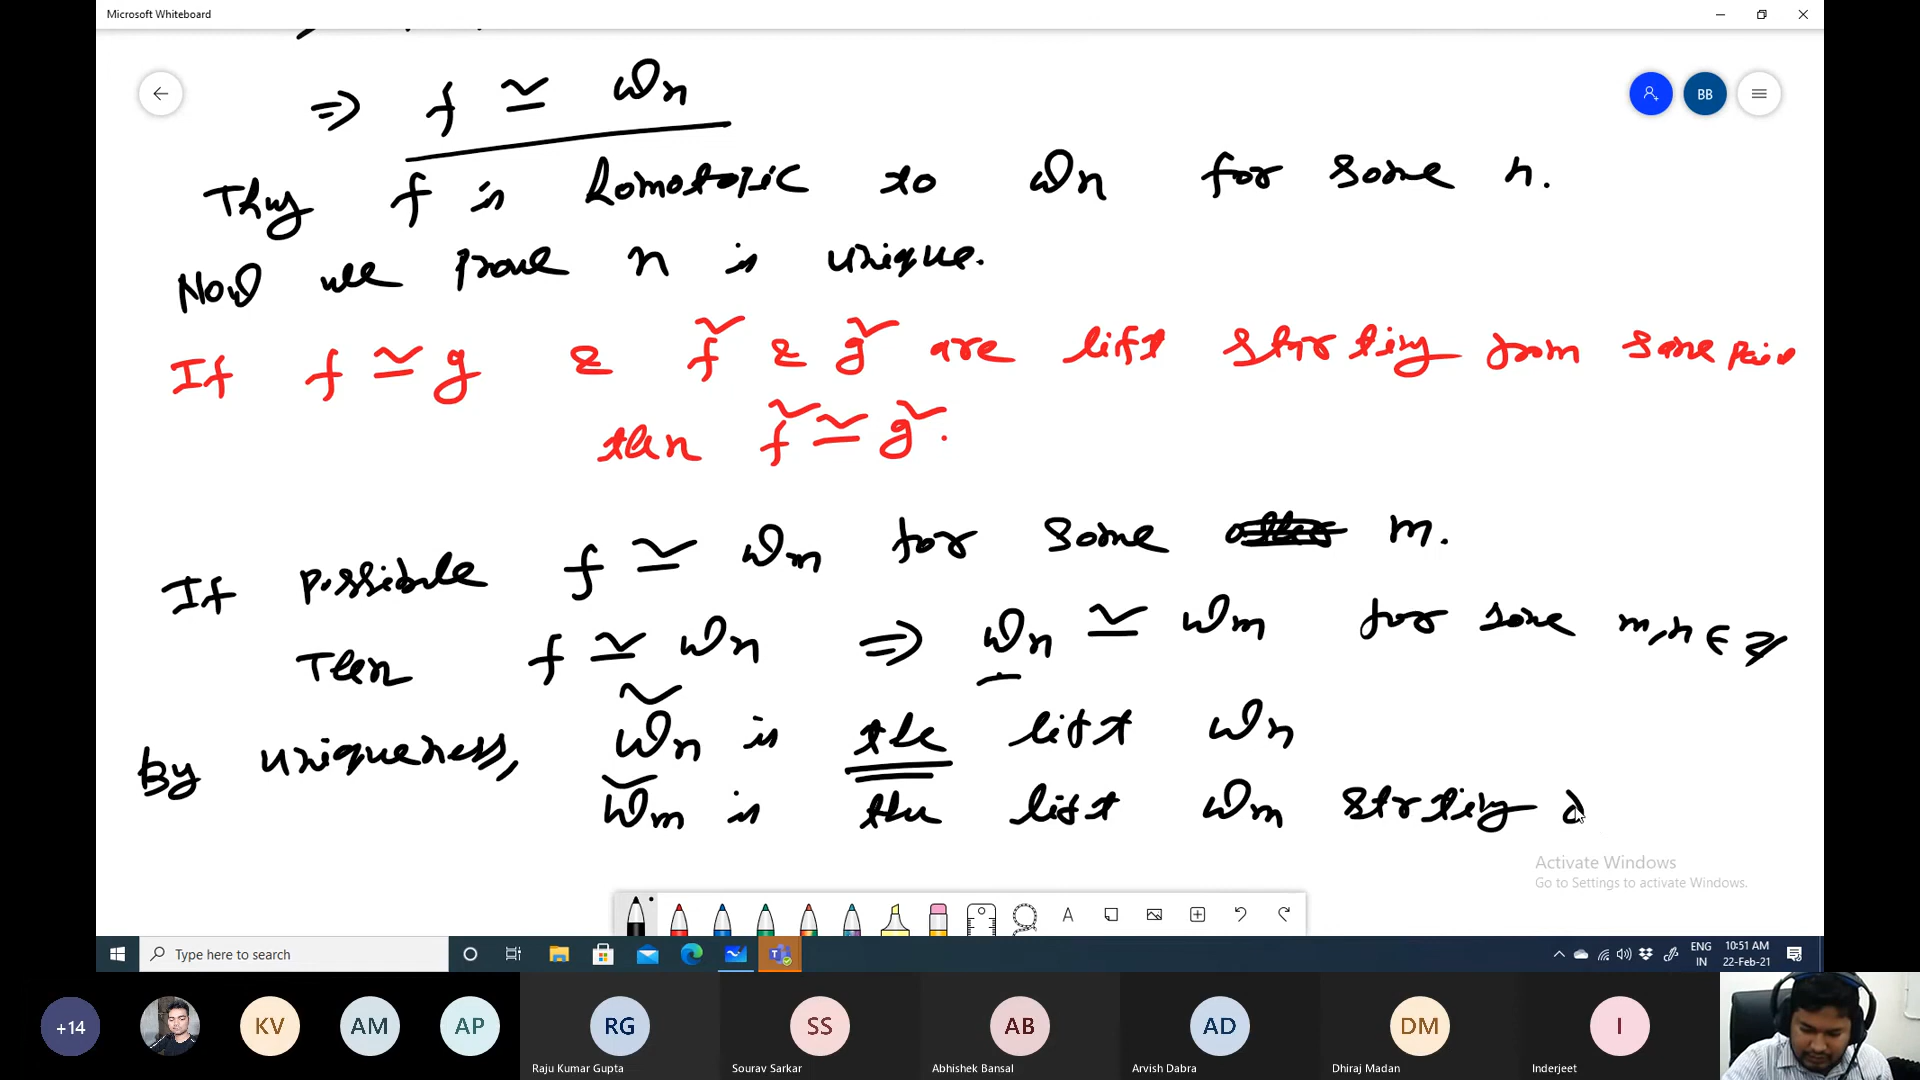 Microsoft Whiteboard
⇒ f ≃ ωn
BB
Thus f is homotopic to ωn for some n.
Now we prove n is unique.
If f ≃ g & f̃ & g̃ are lift starting from same point
then f̃ ≃ g̃.
If possible f ≃ ωm for some m.
Then f ≃ ωn ⇒ ωn ≃ ωm for some m,n ∈ ℤ
By uniqueness, ω̃n is the lift ωn
ω̃m is the lift ωm starting
Activate Windows
Go to Settings to activate Windows.
A
Type here to search
ENG
IN
10:51 AM
22-Feb-21
+14
KV
AM
AP
RG
Raju Kumar Gupta
SS
Sourav Sarkar
AB
Abhishek Bansal
AD
Arvish Dabra
DM
Dhiraj Madan
I
Inderjeet